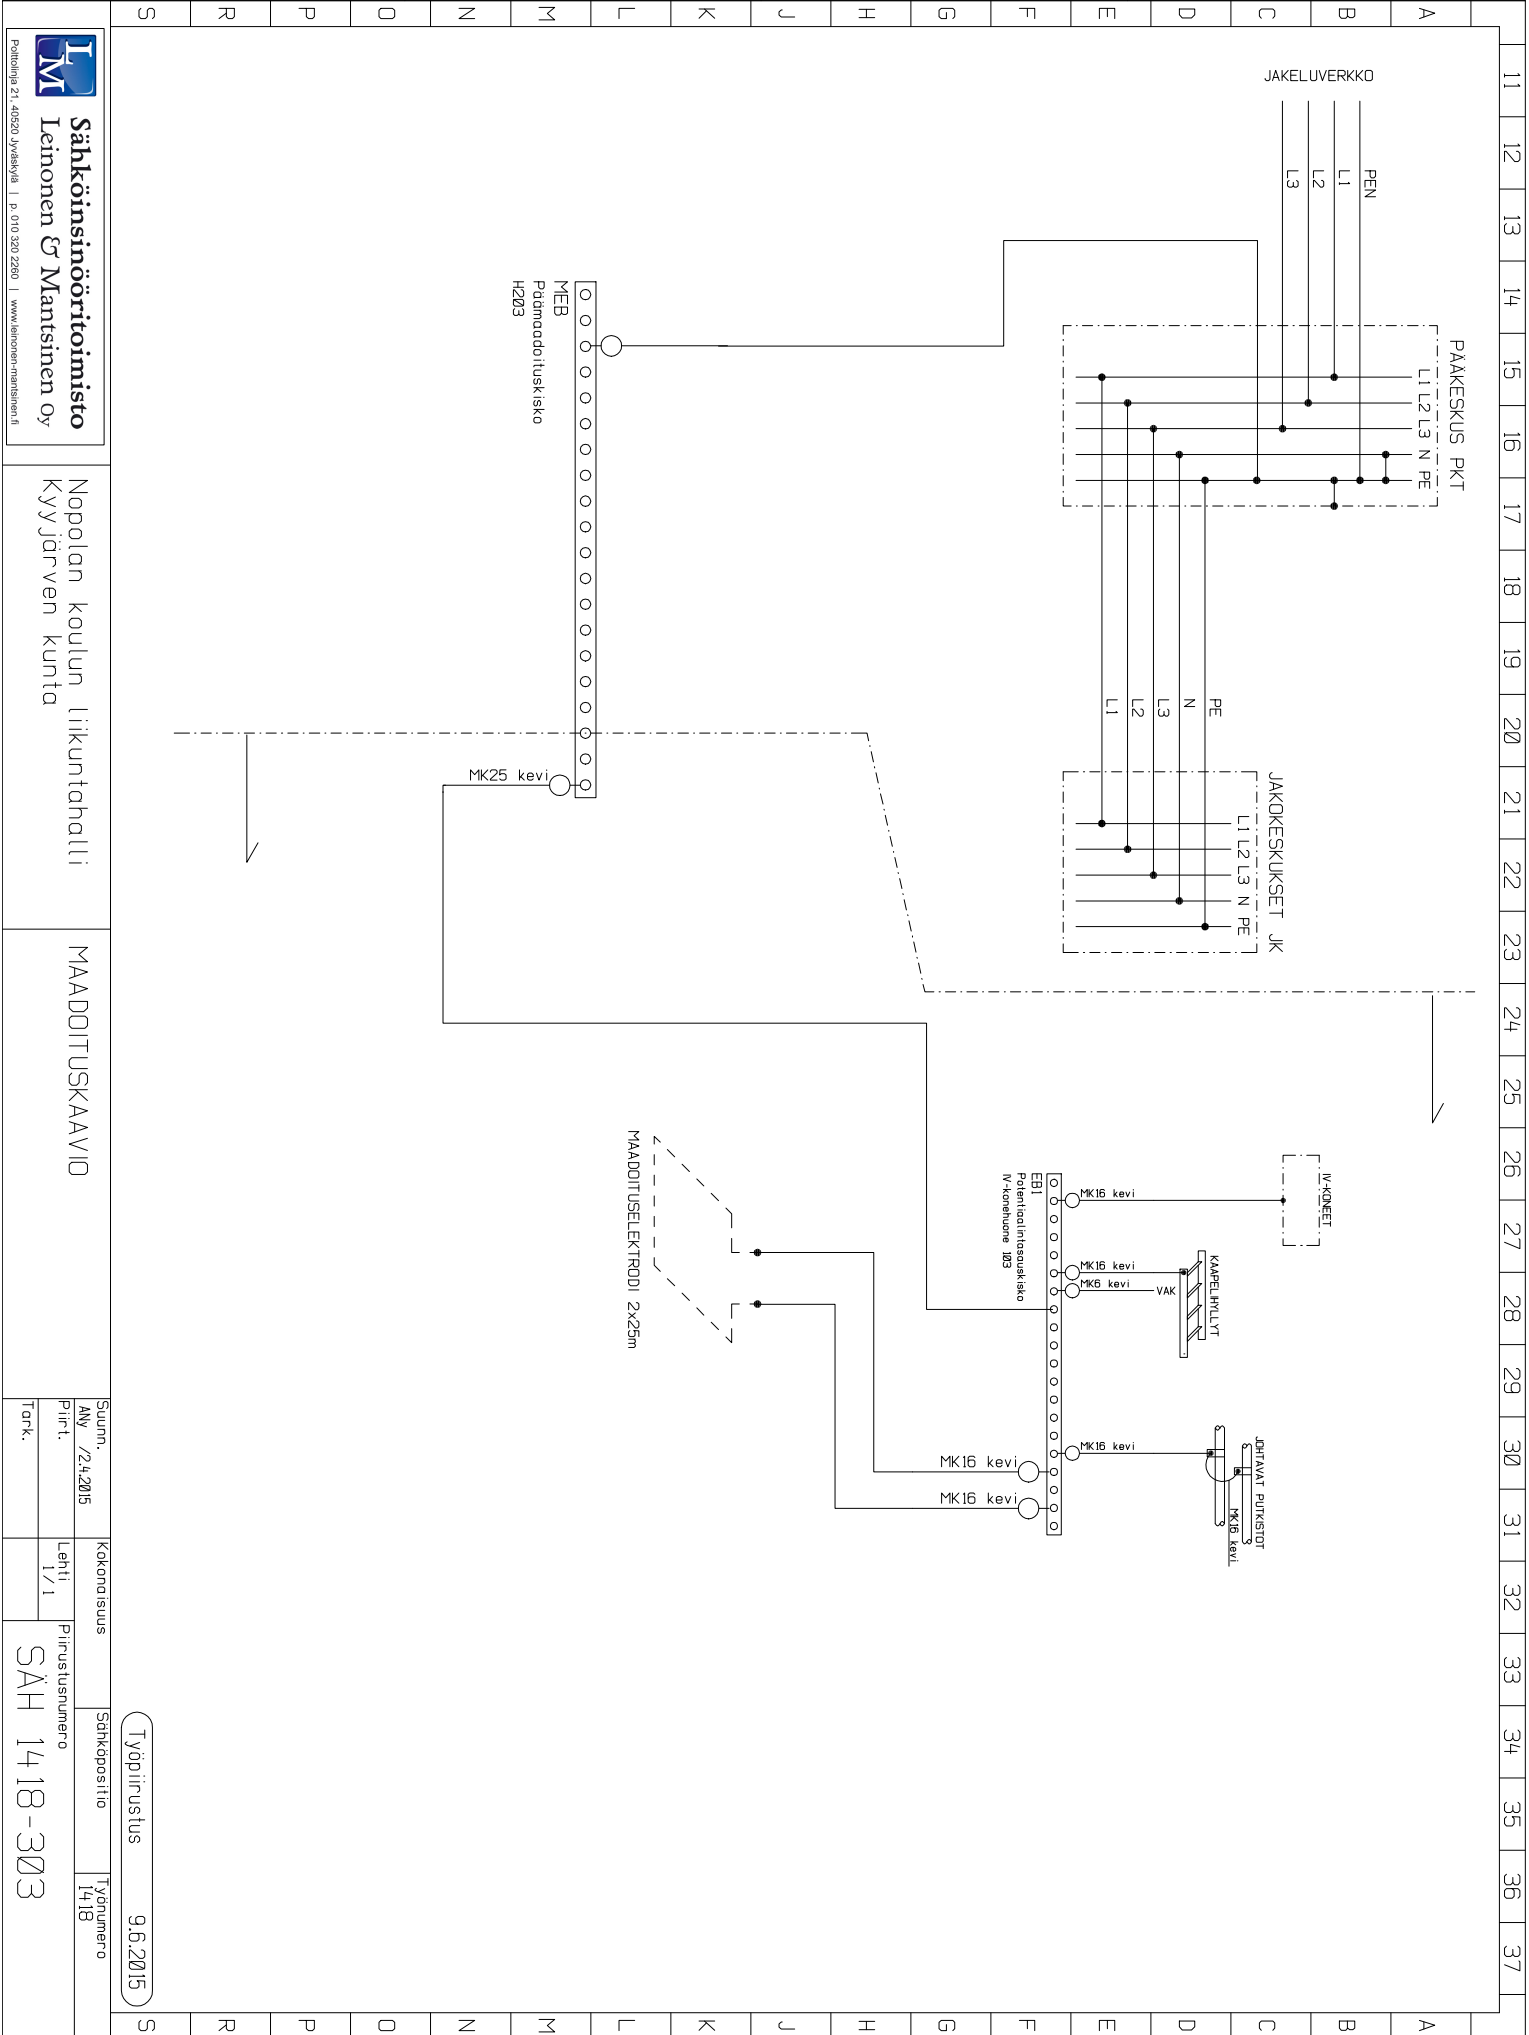 11 12 13 14 15 16 17 18 19 20 21 22 23 24 25 26 27 28 29 30 31 32 33 34 35 36 37
A
B
C
D
E
F
G
H
J
K
L
M
N
O
P
R
S
A
B
C
D
E
F
G
H
J
K
L
M
N
O
P
R
S
JAKELUVERKKO
PEN
L1
L2
L3
PÄÄKESKUS PKT
L1 L2 L3 N PE
PE
N
L3
L2
L1
JAKOKESKUKSET JK
L1 L2 L3 N PE
MEB
Päämaadoituskisko
H203
MK25 kevi
IV-KONEET
MK16 kevi
KAAPELIHYLLYT
MK16 kevi
MK6 kevi
VAK
JOHTAVAT PUTKISTOT
MK16 kevi
MK16 kevi
EB1
Potentiaalintasauskisko
IV-konehuone 103
MK16 kevi
MK16 kevi
MAADOITUSELEKTRODI 2x25m
Työpiirustus 9.6.2015
LM
Sähköinsinööritoimisto
Leinonen & Mantsinen Oy
Polttolinja 21, 40520 Jyväskylä | p. 010 320 2260 | www.leinonen-mantsinen.fi
Nopolan koulun liikuntahalli
Kyyjärven kunta
MAADOITUSKAAVIO
Suunn.
ANy /2.4.2015
Piirt.
Tark.
Kokonaisuus
Lehti
1/1
Sähköpositio
Työnumero
1418
Piirustusnumero
SÄH 1418-303